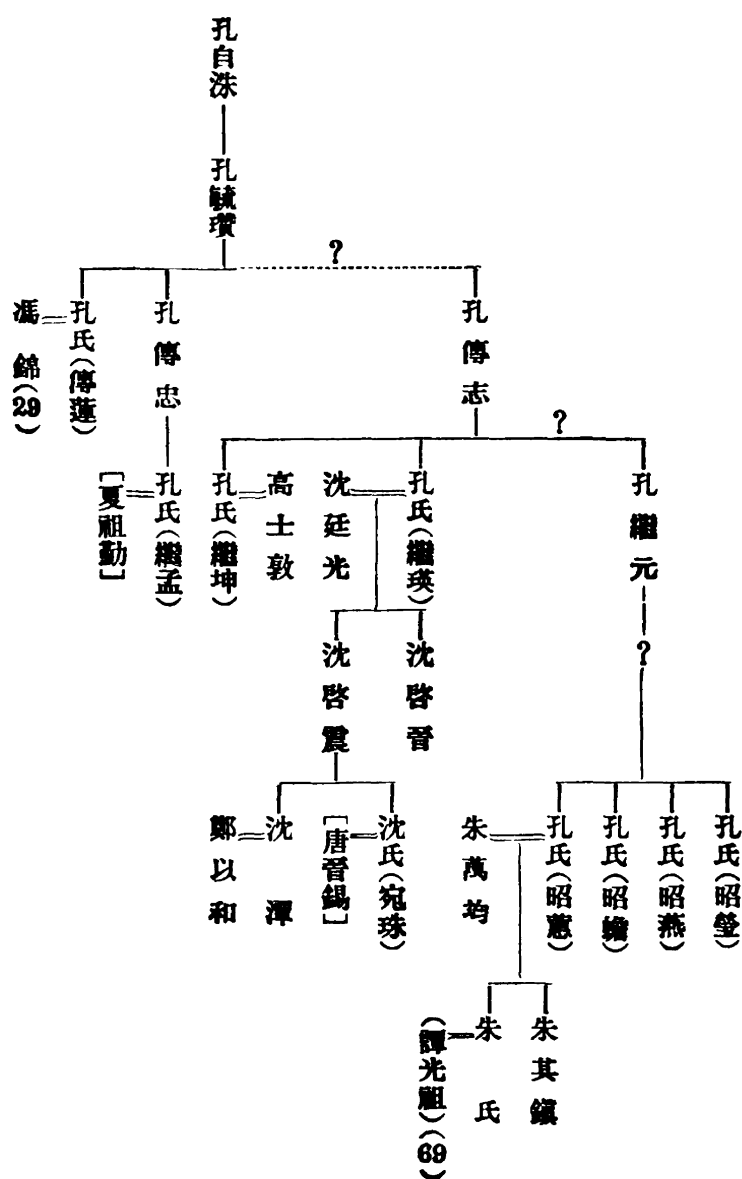 孔自洙
孔毓瓚
?
孔傳志
孔傳忠
孔氏(傳蓮)
馮錦(29)
?
孔繼元
孔氏(繼瑛)
沈廷光
高士敦
孔氏(繼坤)
孔氏(繼孟)
[夏祖勤]
?
沈啓晉
沈啓震
孔氏(昭瑩)
孔氏(昭燕)
孔氏(昭蟾)
孔氏(昭蕙)
朱萬均
沈氏(宛珠)
[唐晉錫]
沈潭
鄭以和
朱其鎭
朱氏
(譚光祖)(69)